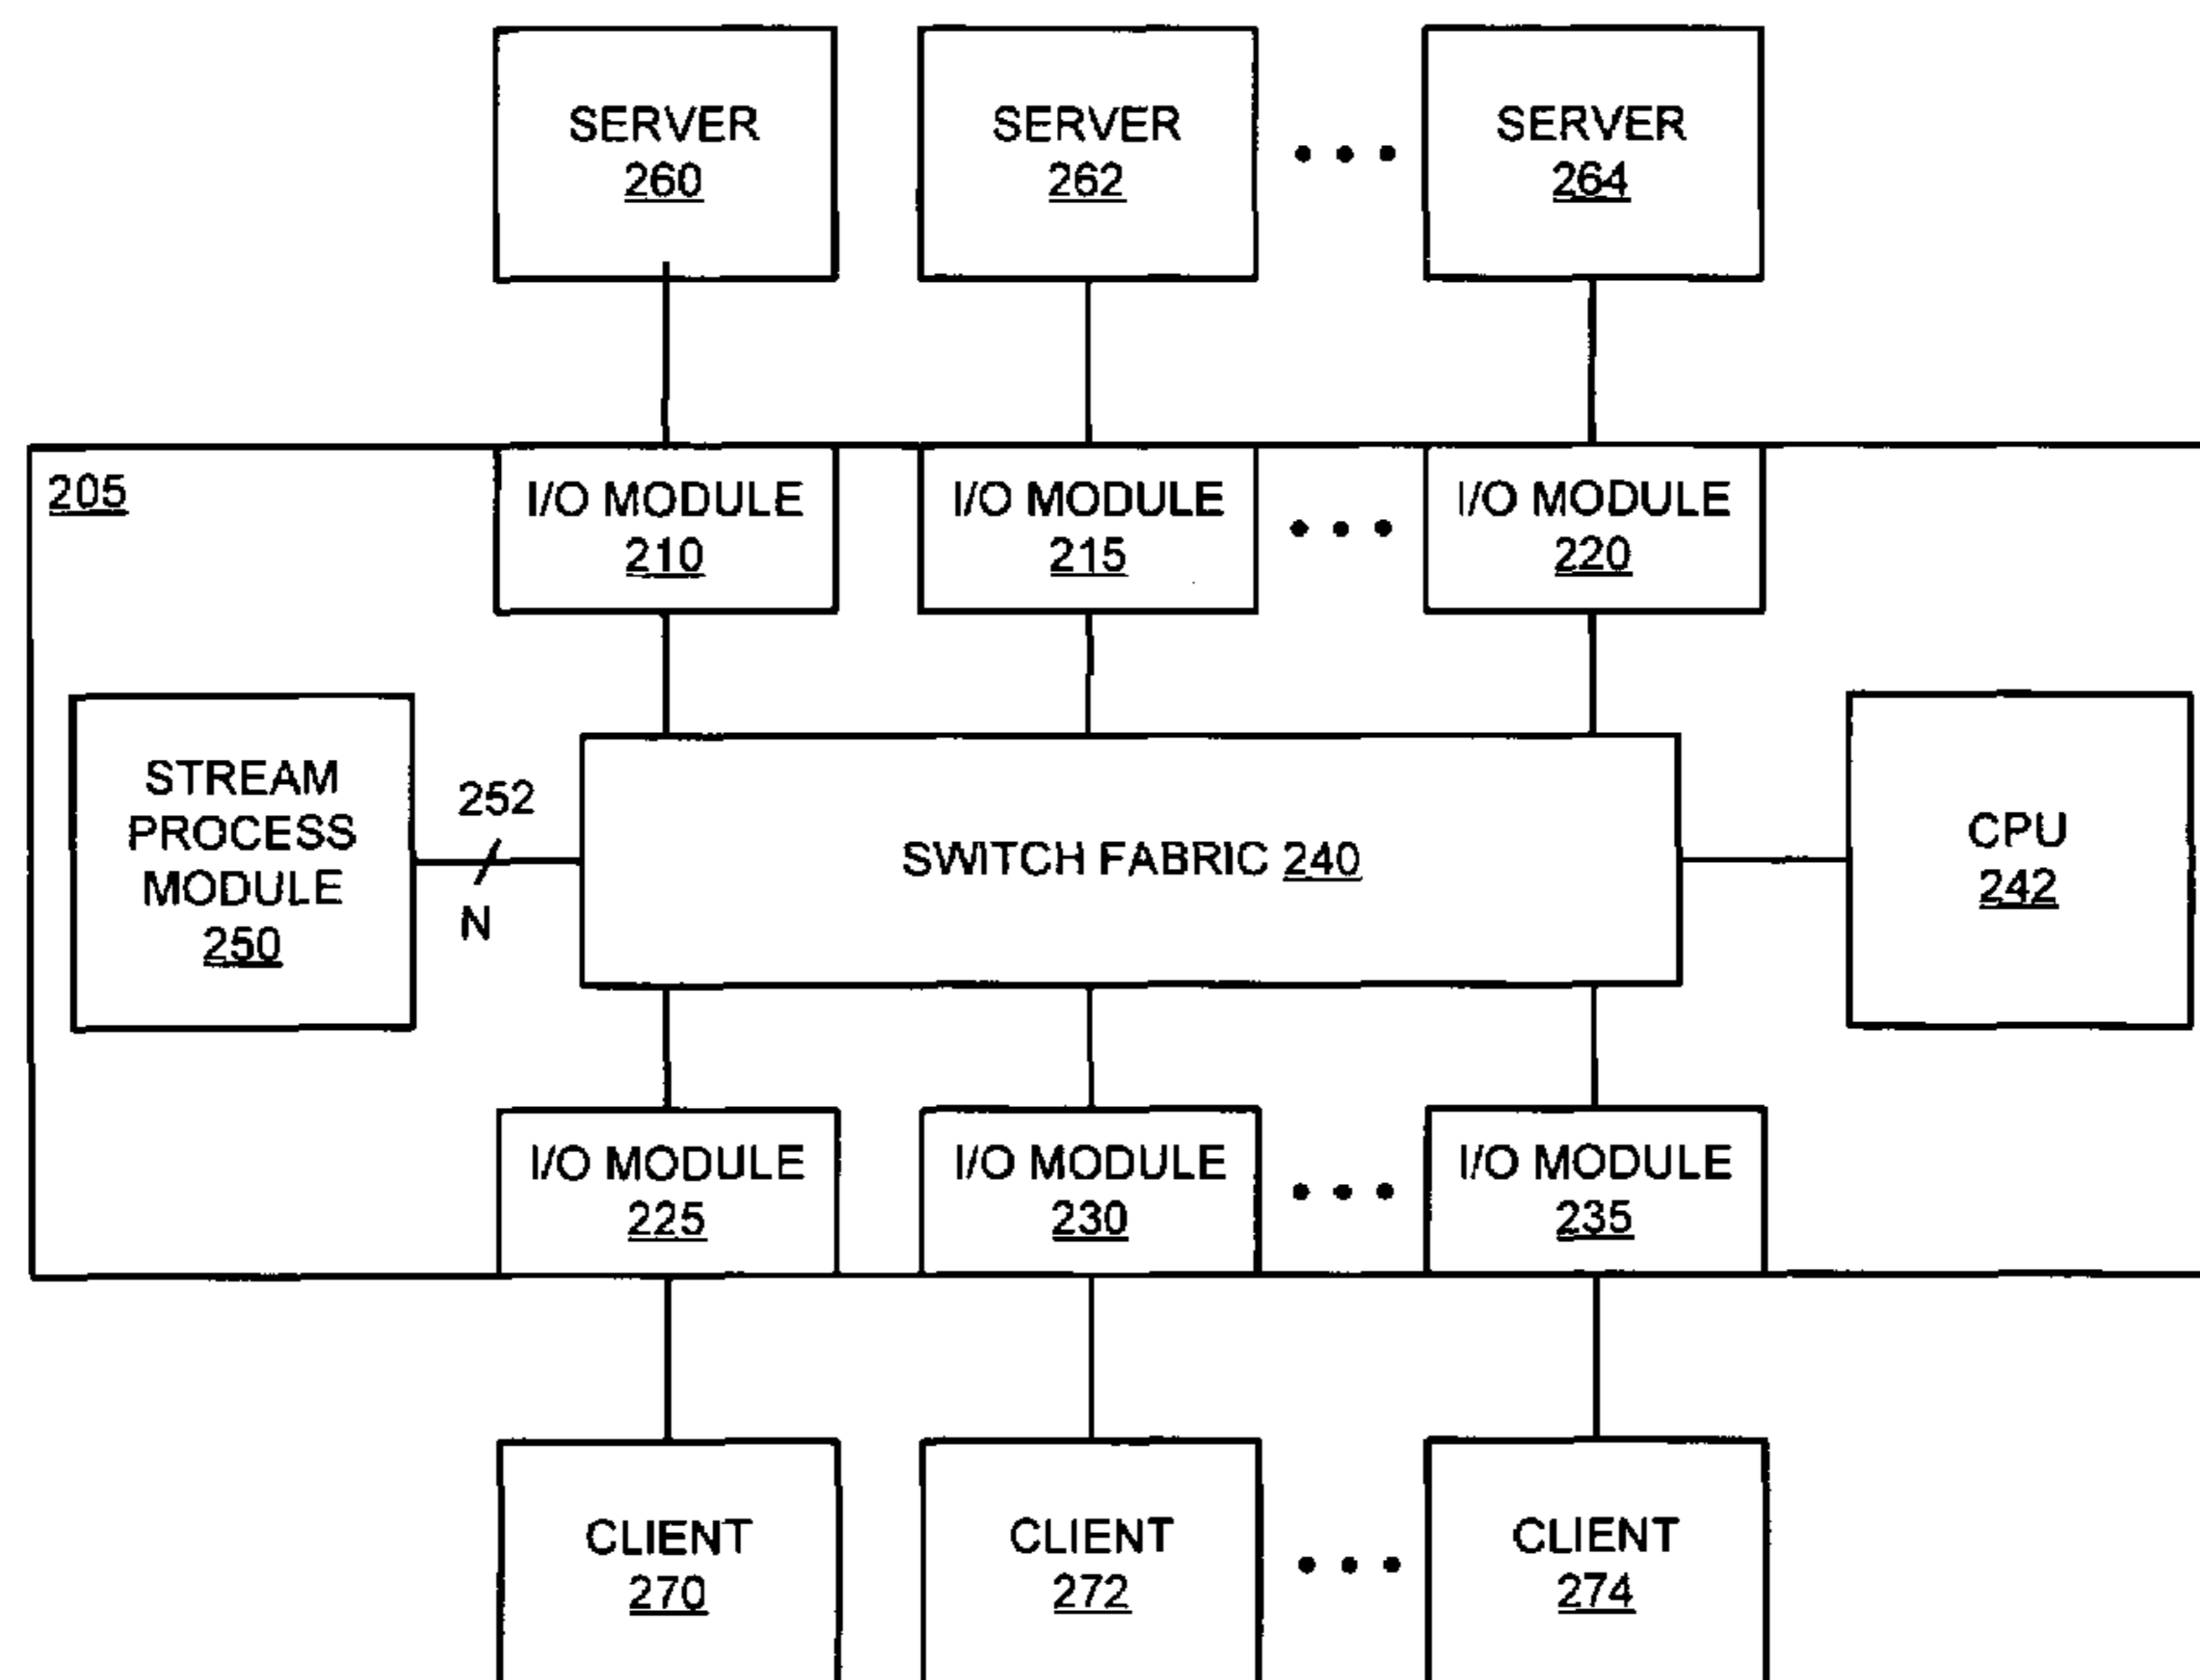 SERVER
260
SERVER
262
SERVER
264
205
I/O MODULE
210
I/O MODULE
215
I/O MODULE
220
STREAM
PROCESS
MODULE
250
252
N
SWITCH FABRIC 240
CPU
242
I/O MODULE
225
I/O MODULE
230
I/O MODULE
235
CLIENT
270
CLIENT
272
CLIENT
274